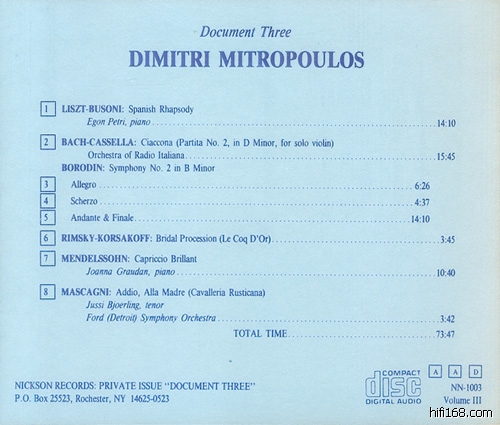 Document Three
DIMITRI MITROPOULOS
1 LISZT-BUSONI: Spanish Rhapsody
Egon Petri, piano 14:10
2 BACH-CASSELLA: Ciaccona (Partita No. 2, in D Minor, for solo violin)
Orchestra of Radio Italiana 15:45
BORODIN: Symphony No. 2 in B Minor
3 Allegro 6:26
4 Scherzo 4:37
5 Andante & Finale 14:10
6 RIMSKY-KORSAKOFF: Bridal Procession (Le Coq D'Or) 3:45
7 MENDELSSOHN: Capriccio Brillant
Joanna Graudan, piano 10:40
8 MASCAGNI: Addio, Alla Madre (Cavalleria Rusticana)
Jussi Bjoerling, tenor
Ford (Detroit) Symphony Orchestra 3:42
TOTAL TIME 73:47
NICKSON RECORDS: PRIVATE ISSUE "DOCUMENT THREE"
P.O. Box 25523, Rochester, NY 14625-0523
COMPACT
disc
DIGITAL AUDIO
A A D
NN-1003
Volume III
hifi168.com